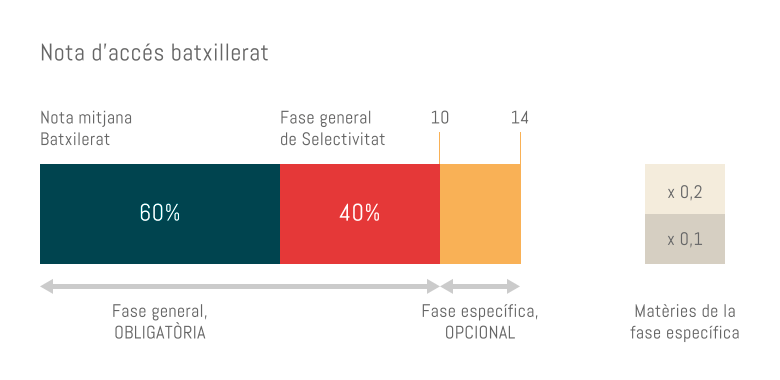 Nota d'accés batxillerat
Nota mitjana
Batxilerat
Fase general
de Selectivitat
10
14
60%
40%
x 0,2
x 0,1
Fase general,
OBLIGATÒRIA
Fase específica,
OPCIONAL
Matèries de la
fase específica